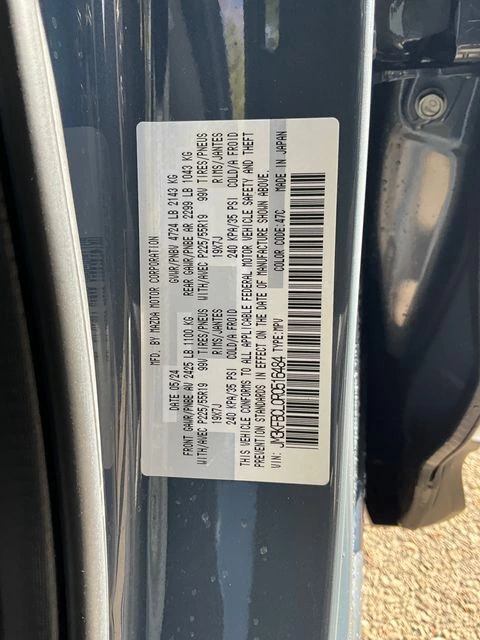 MFD. BY MAZDA MOTOR CORPORATION
DATE 05/24 GVWR/PNBV 4724 LB 2143 KG
FRONT GAWR/PNBE AV 2425 LB 1100 KG REAR GAWR/PNBE AR 2299 LB 1043 KG
WITH/AVEC P225/55R19 99V TIRES/PNEUS WITH/AVEC P225/55R19 99V TIRES/PNEUS
19X7J RIMS/JANTES 19X7J RIMS/JANTES
240 KPA/35 PSI COLD/A FROID 240 KPA/35 PSI COLD/A FROID
THIS VEHICLE CONFORMS TO ALL APPLICABLE FEDERAL MOTOR VEHICLE SAFETY AND THEFT
PREVENTION STANDARDS IN EFFECT ON THE DATE OF MANUFACTURE SHOWN ABOVE.
COLOR CODE:47C MADE IN JAPAN
VIN: TYPE:MPV